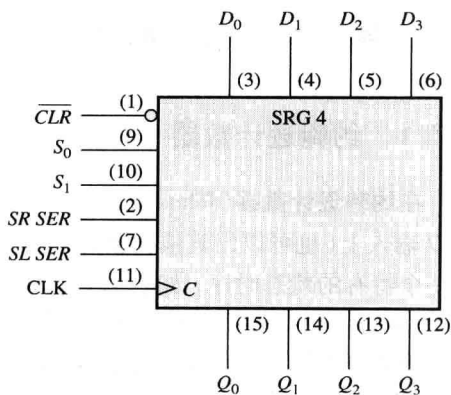 D₀ D₁ D₂ D₃
(3) (4) (5) (6)
SRG 4
C̅L̅R̅ (1)
S₀ (9)
S₁ (10)
SR SER (2)
SL SER (7)
CLK (11) C
(15) (14) (13) (12)
Q₀ Q₁ Q₂ Q₃